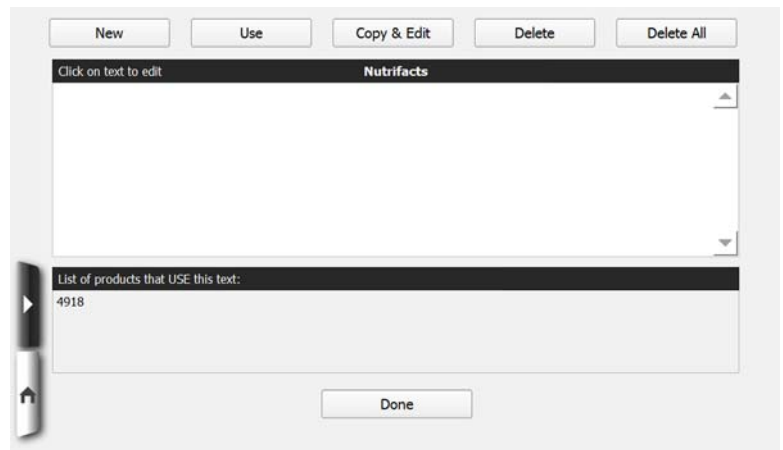 New Use Copy & Edit Delete Delete All
Click on text to edit Nutrifacts
List of products that USE this text:
4918
Done